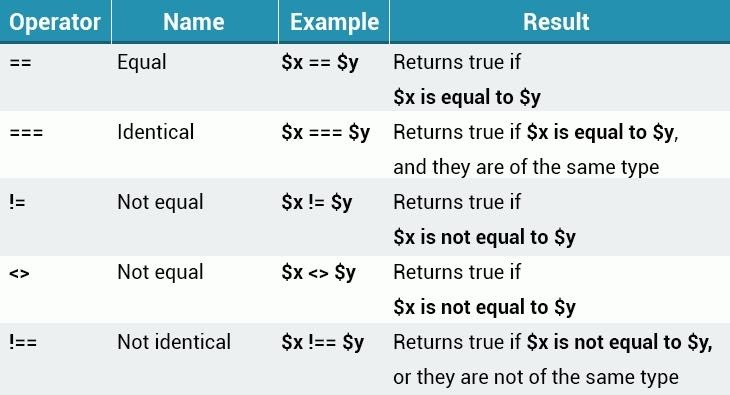 Operator Name Example Result
== Equal $x == $y Returns true if
$x is equal to $y
=== Identical $x === $y Returns true if $x is equal to $y,
and they are of the same type
!= Not equal $x != $y Returns true if
$x is not equal to $y
<> Not equal $x <> $y Returns true if
$x is not equal to $y
!== Not identical $x !== $y Returns true if $x is not equal to $y,
or they are not of the same type